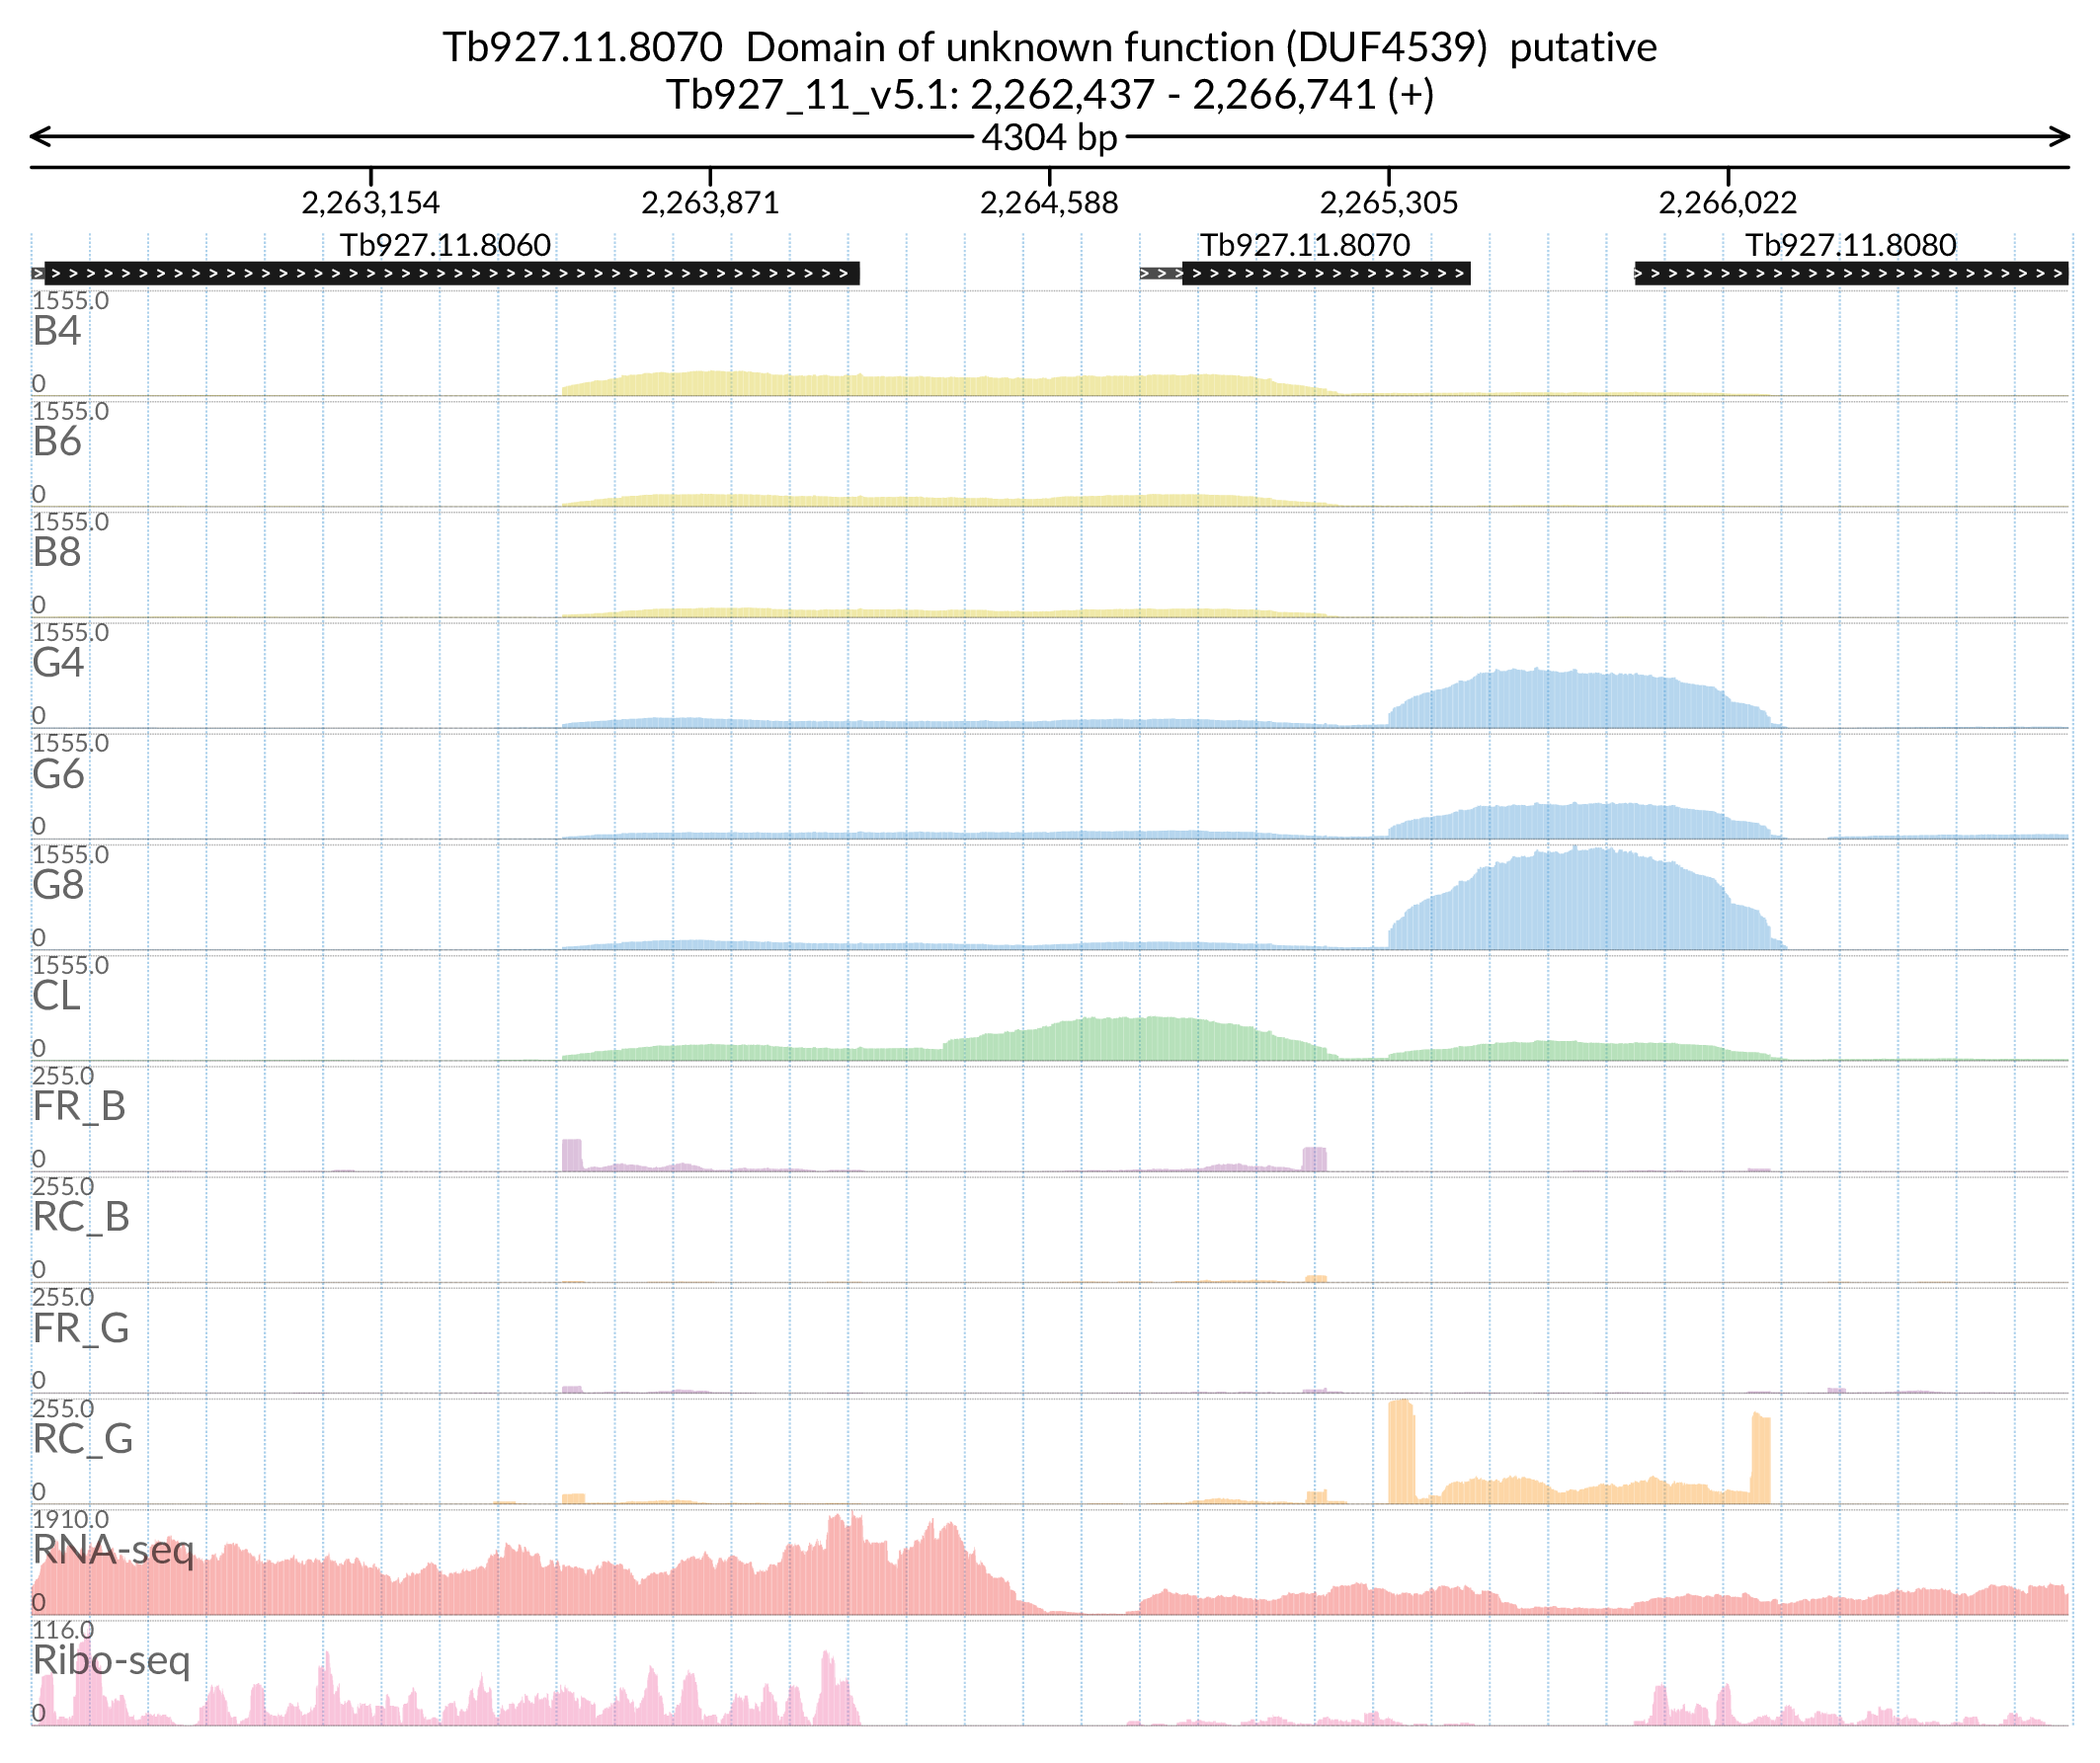 Tb927.11.8070  Domain of unknown function (DUF4539)  putative
Tb927_11_v5.1: 2,262,437 - 2,266,741 (+)
4304 bp
2,263,154 2,263,871 2,264,588 2,265,305 2,266,022
Tb927.11.8060 Tb927.11.8070 Tb927.11.8080
1555.0
B4
0
1555.0
B6
0
1555.0
B8
0
1555.0
G4
0
1555.0
G6
0
1555.0
G8
0
1555.0
CL
0
255.0
FR_B
0
255.0
RC_B
0
255.0
FR_G
0
255.0
RC_G
0
1910.0
RNA-seq
0
116.0
Ribo-seq
0